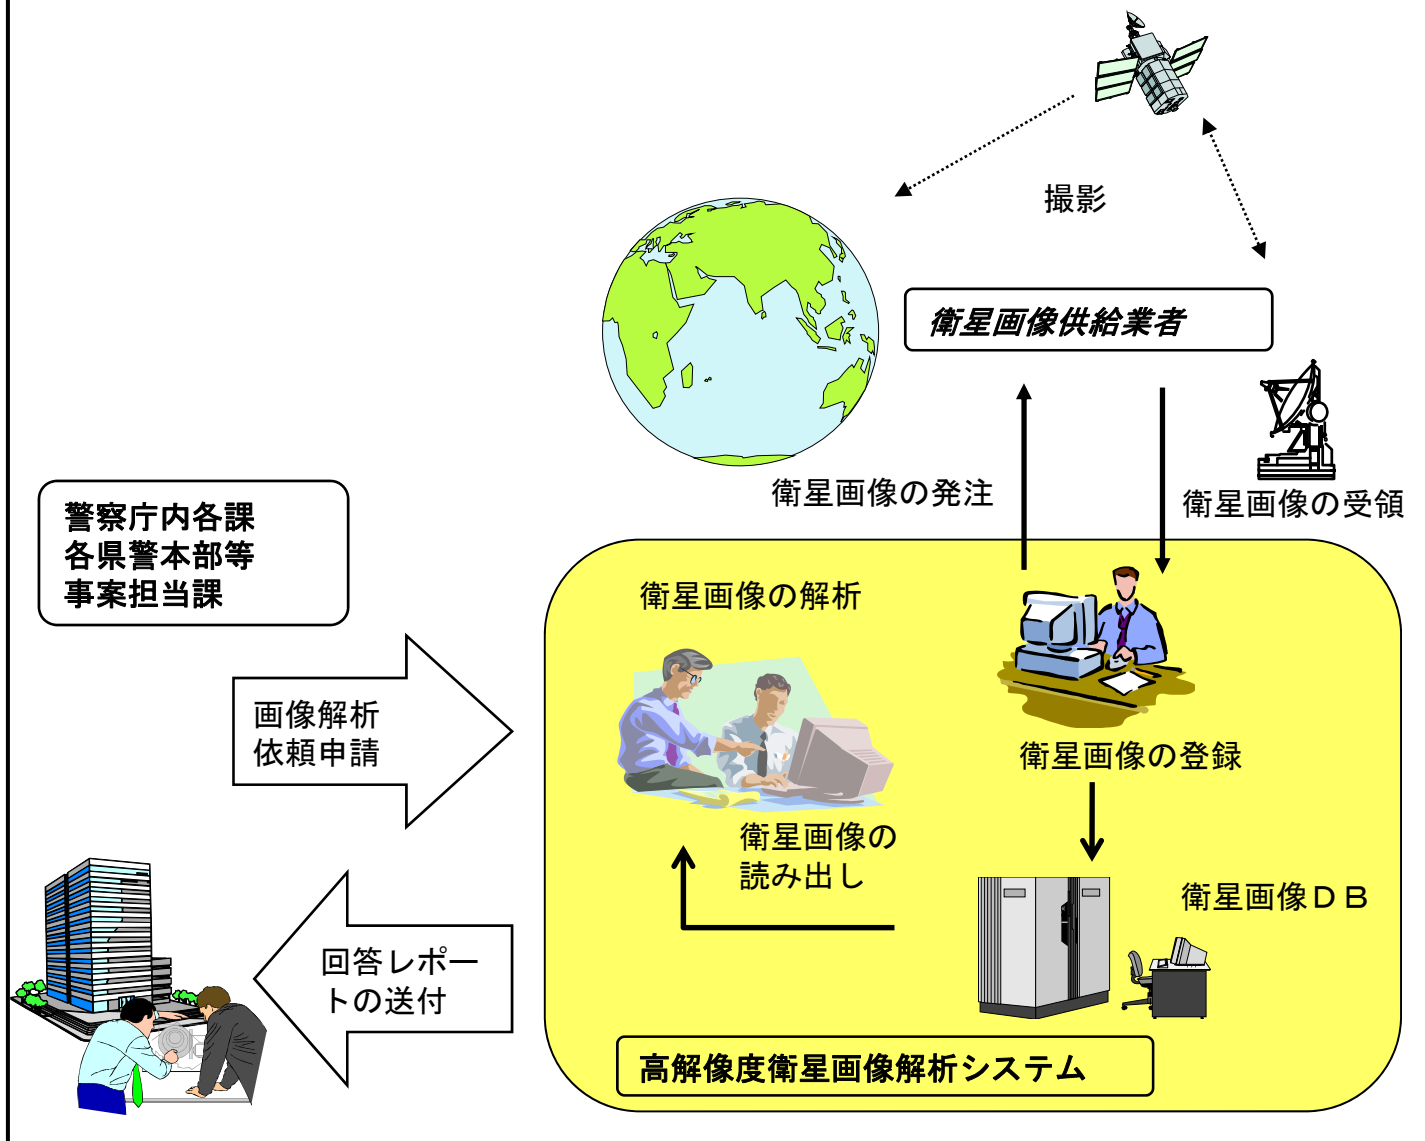 撮影
衛星画像供給業者
衛星画像の発注
衛星画像の受領
警察庁内各課
各県警本部等
事案担当課
画像解析
依頼申請
衛星画像の解析
衛星画像の登録
衛星画像の
読み出し
衛星画像ＤＢ
回答レポー
トの送付
高解像度衛星画像解析システム